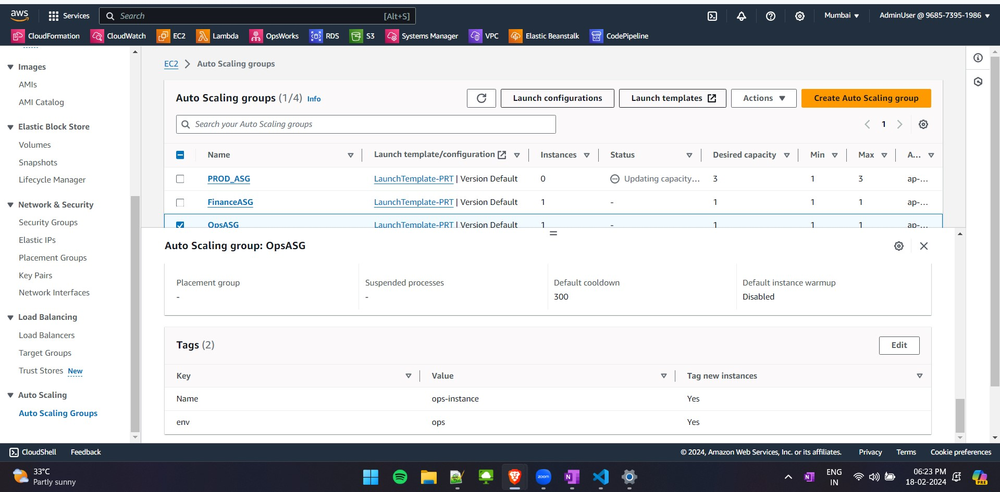 aws
Services
Search
[Alt+S]
Mumbai
AdminUser @ 9685-7395-1986
CloudFormation
CloudWatch
EC2
Lambda
OpsWorks
RDS
S3
Systems Manager
VPC
Elastic Beanstalk
CodePipeline
Images
AMIs
AMI Catalog
Elastic Block Store
Volumes
Snapshots
Lifecycle Manager
Network & Security
Security Groups
Elastic IPs
Placement Groups
Key Pairs
Network Interfaces
Load Balancing
Load Balancers
Target Groups
Trust Stores New
Auto Scaling
Auto Scaling Groups
EC2 > Auto Scaling groups
Auto Scaling groups (1/4) Info
Launch configurations
Launch templates
Actions
Create Auto Scaling group
Search your Auto Scaling groups
1
Name
Launch template/configuration
Instances
Status
Desired capacity
Min
Max
A...
PROD_ASG
LaunchTemplate-PRT | Version Default
0
Updating capacity...
3
1
3
ap-...
FinanceASG
LaunchTemplate-PRT | Version Default
1
-
1
1
1
ap-...
OpsASG
LaunchTemplate-PRT | Version Default
1
-
1
1
1
ap-...
Auto Scaling group: OpsASG
Placement group
-
Suspended processes
-
Default cooldown
300
Default instance warmup
Disabled
Tags (2)
Edit
Key
Value
Tag new instances
Name
ops-instance
Yes
env
ops
Yes
CloudShell
Feedback
© 2024, Amazon Web Services, Inc. or its affiliates.
Privacy
Terms
Cookie preferences
33°C
Partly sunny
zoom
N
N
ENG
IN
06:23 PM
18-02-2024
PRE